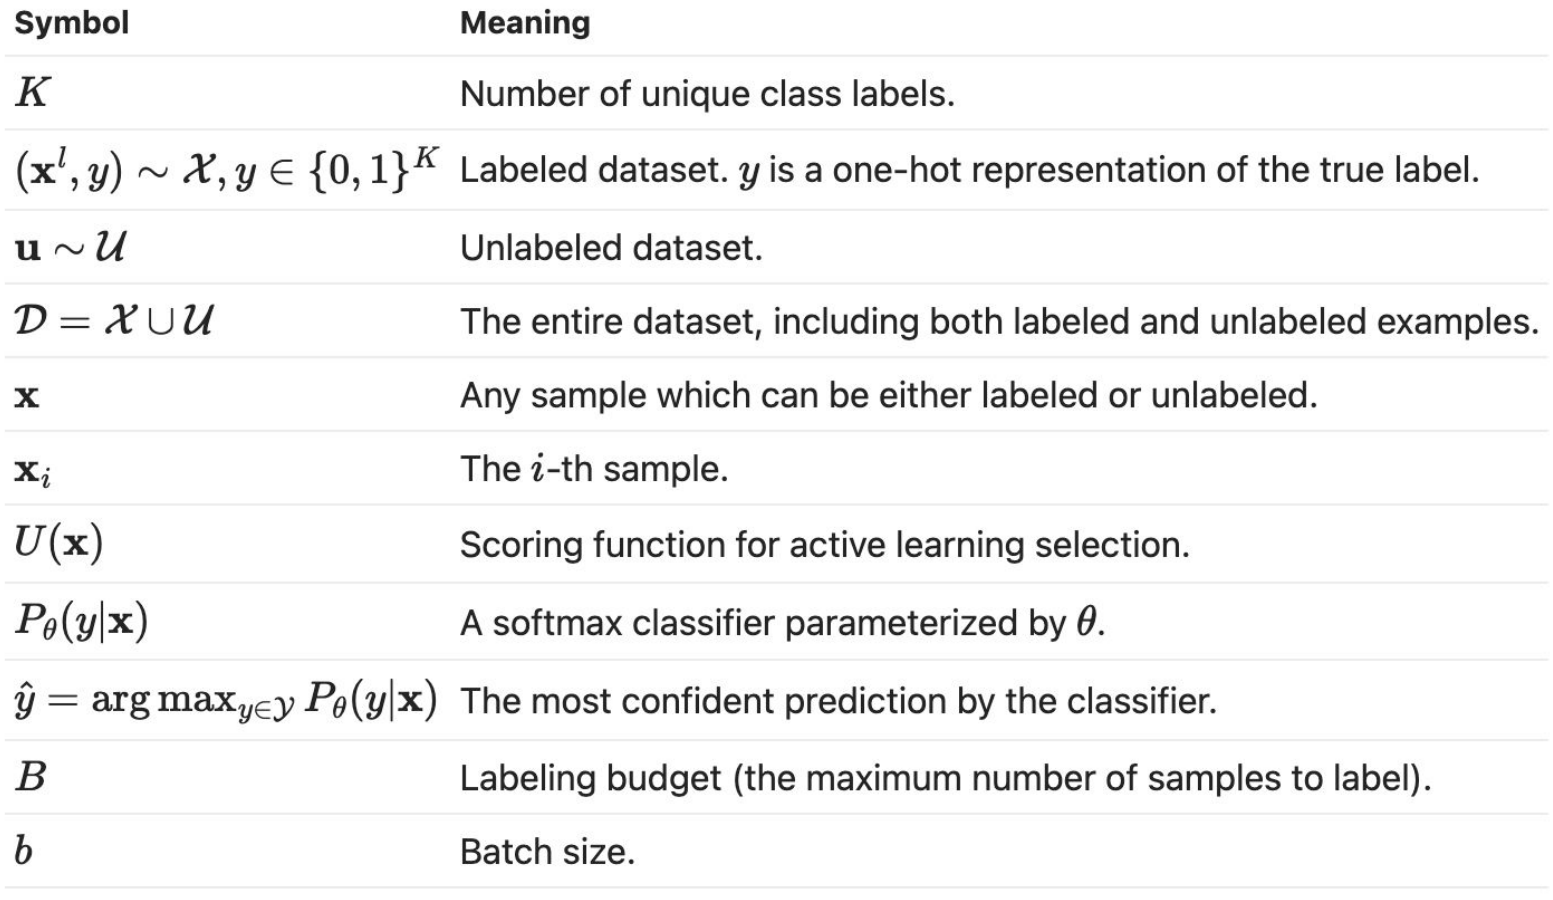 Symbol Meaning
K Number of unique class labels.
(𝐱ˡ, y) ∼ 𝒳, y ∈ {0, 1}ᴷ Labeled dataset. y is a one-hot representation of the true label.
𝐮 ∼ 𝒰 Unlabeled dataset.
𝒟 = 𝒳 ∪ 𝒰 The entire dataset, including both labeled and unlabeled examples.
𝐱 Any sample which can be either labeled or unlabeled.
𝐱ᵢ The i-th sample.
U(𝐱) Scoring function for active learning selection.
P_θ(y|𝐱) A softmax classifier parameterized by θ.
ŷ = arg max_{y∈𝒴} P_θ(y|𝐱) The most confident prediction by the classifier.
B Labeling budget (the maximum number of samples to label).
b Batch size.